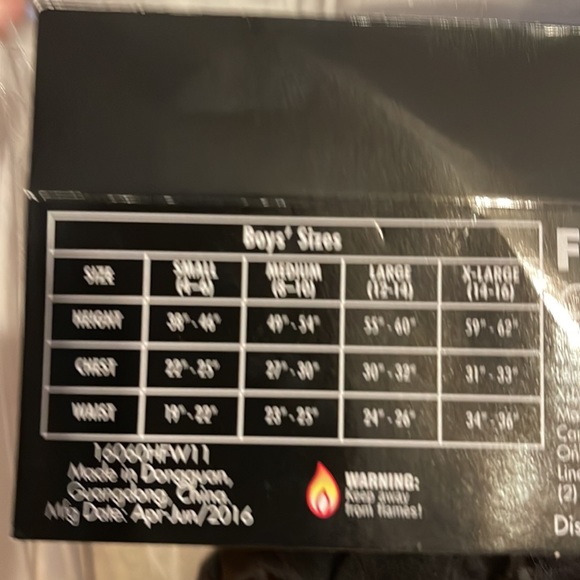 Boys' Sizes
SIZE SMALL (4-6) MEDIUM (8-10) LARGE (12-14) X-LARGE (14-16)
HEIGHT 38"-48" 49"-54" 55"-60" 59"-62"
CHEST 22"-25" 27"-30" 30"-32" 31"-33"
WAIST 19"-22" 23"-25" 24"-26" 34"-36"
16060HFW11
Made in Dongguan,
Guangdong, China.
Mfg Date: Apr-Jun/2016
WARNING:
Keep away
from flames!